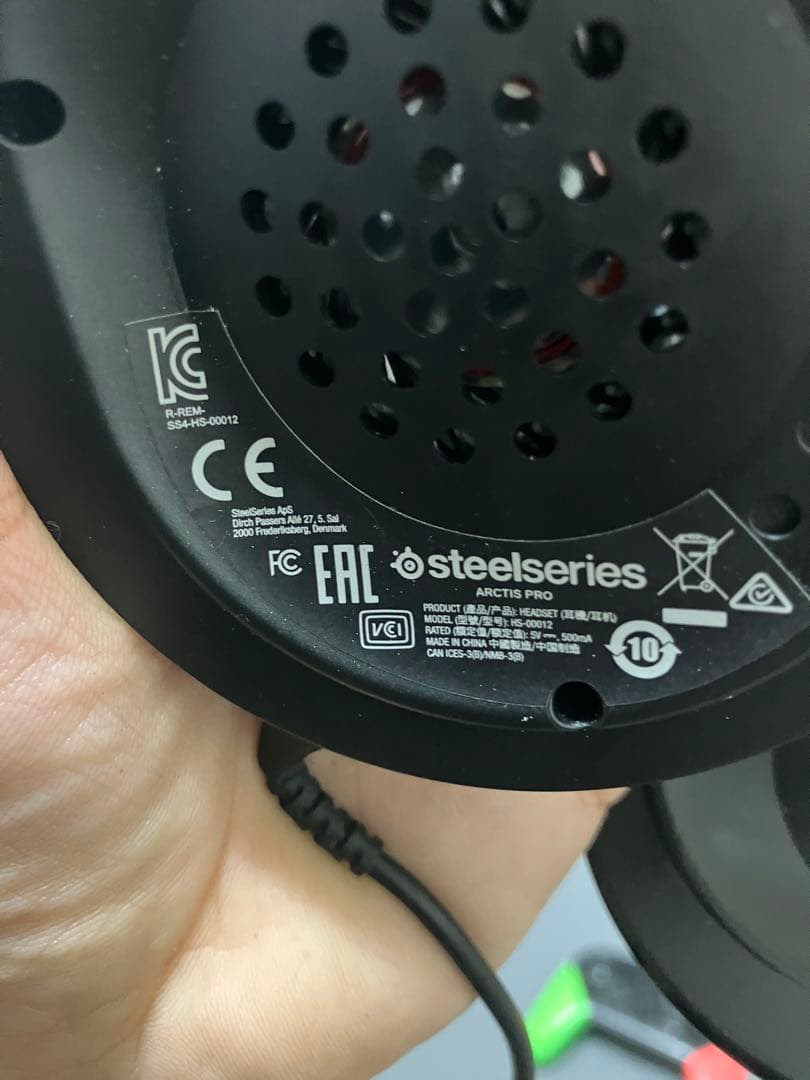 R-REM-
SS4-HS-00012
CE
SteelSeries ApS
Dirch Passers Allé 27, 5. Sal
2000 Frederiksberg, Denmark
FC
EAC
steelseries
ARCTIS PRO
VCI
PRODUCT (產品/产品): HEADSET (耳機/耳机)
MODEL (型號/型号): HS-00012
RATED (額定值/额定值): 5V⎓, 500mA
MADE IN CHINA 中國製造/中国制造
CAN ICES-3(B)/NMB-3(B)
10